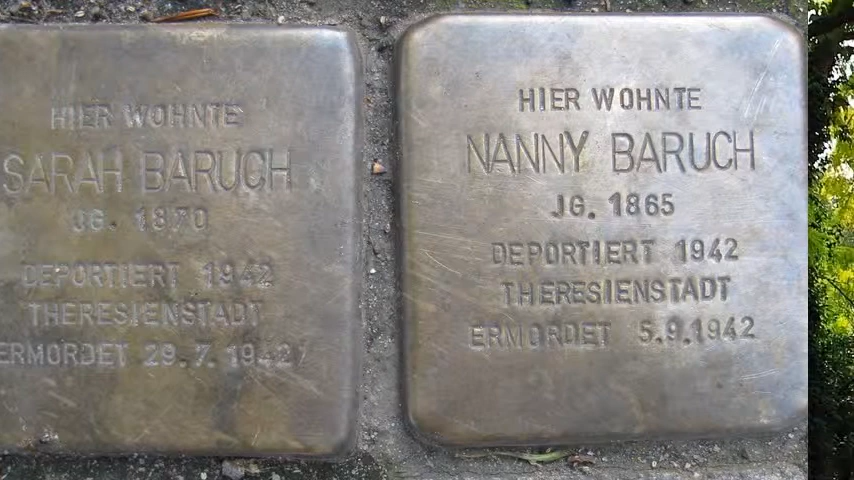 HIER WOHNTE
SARAH BARUCH
JG. 1870
DEPORTIERT 1942
THERESIENSTADT
ERMORDET 29.7.1942
HIER WOHNTE
NANNY BARUCH
JG. 1865
DEPORTIERT 1942
THERESIENSTADT
ERMORDET 5.9.1942